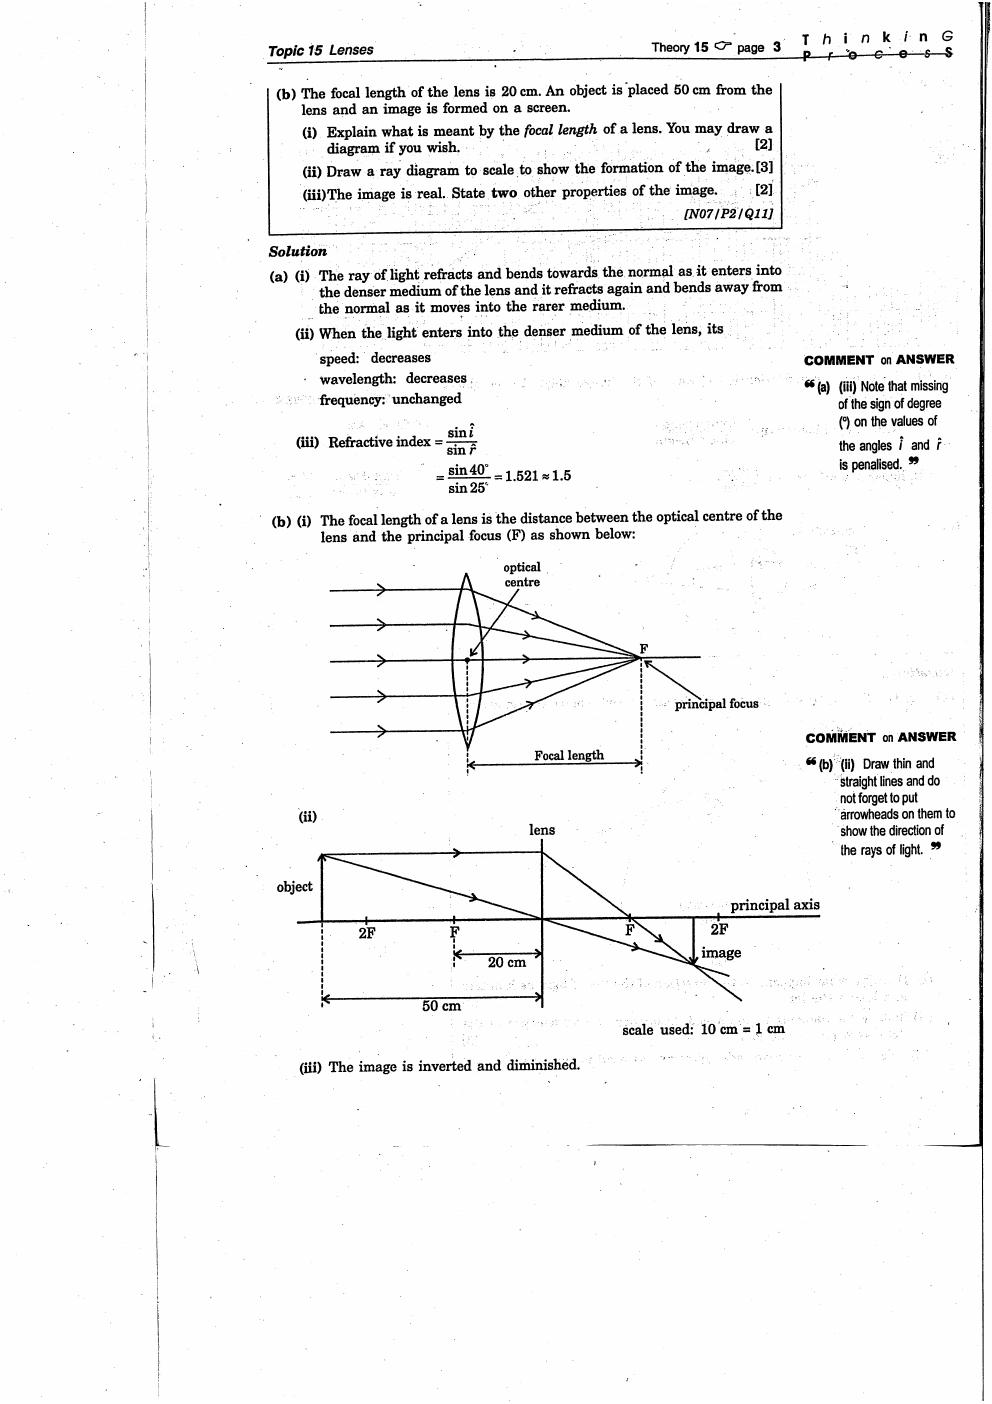 Topic 15 Lenses
Theory 15 ☞ page 3
T h i n k i n G
P r o c e s S
(b) The focal length of the lens is 20 cm. An object is placed 50 cm from the
lens and an image is formed on a screen.
(i) Explain what is meant by the focal length of a lens. You may draw a
diagram if you wish. [2]
(ii) Draw a ray diagram to scale to show the formation of the image.[3]
(iii)The image is real. State two other properties of the image. [2]
[N07/P2/Q11]
Solution
(a) (i) The ray of light refracts and bends towards the normal as it enters into
the denser medium of the lens and it refracts again and bends away from
the normal as it moves into the rarer medium.
(ii) When the light enters into the denser medium of the lens, its
speed: decreases
wavelength: decreases
frequency: unchanged
(iii) Refractive index = sin î / sin r̂
= sin 40° / sin 25° = 1.521 ≈ 1.5
COMMENT on ANSWER
❝(a) (iii) Note that missing
of the sign of degree
(°) on the values of
the angles î and r̂
is penalised. ❞
(b) (i) The focal length of a lens is the distance between the optical centre of the
lens and the principal focus (F) as shown below:
optical
centre
F
principal focus
Focal length
COMMENT on ANSWER
❝(b) (ii) Draw thin and
straight lines and do
not forget to put
arrowheads on them to
show the direction of
the rays of light. ❞
(ii)
lens
object
principal axis
2F
F
F
2F
image
20 cm
50 cm
scale used: 10 cm = 1 cm
(iii) The image is inverted and diminished.